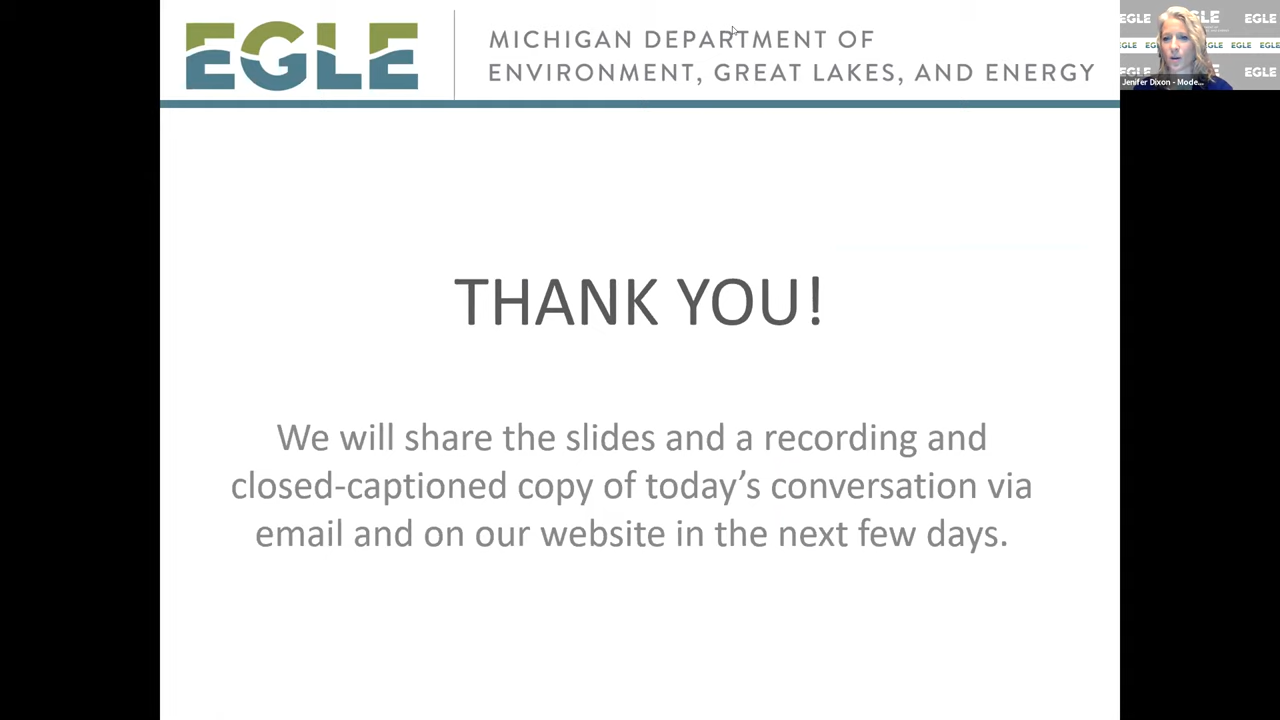 EGLE
MICHIGAN DEPARTMENT OF
ENVIRONMENT, GREAT LAKES, AND ENERGY
THANK YOU!
We will share the slides and a recording and
closed-captioned copy of today’s conversation via
email and on our website in the next few days.
EGLE EGLE
EGLE EGLE EGLE
EGLE EGLE
Jenifer Dixon - Mode...